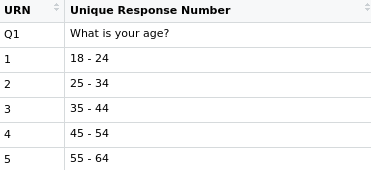 URN Unique Response Number
Q1 What is your age?
1 18 - 24
2 25 - 34
3 35 - 44
4 45 - 54
5 55 - 64